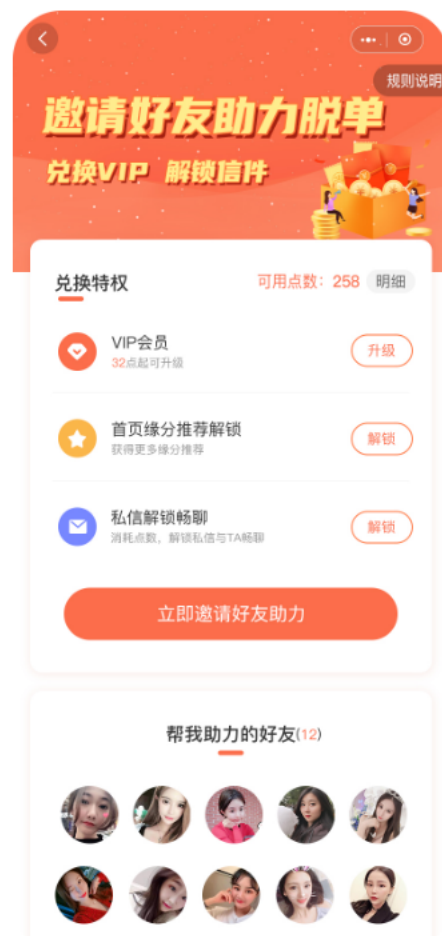 规则说明
邀请好友助力脱单
兑换VIP 解锁信件
兑换特权
可用点数：258 明细
VIP会员
32点起可升级
升级
首页缘分推荐解锁
获得更多缘分推荐
解锁
私信解锁畅聊
消耗点数，解锁私信与TA畅聊
解锁
立即邀请好友助力
帮我助力的好友(12)